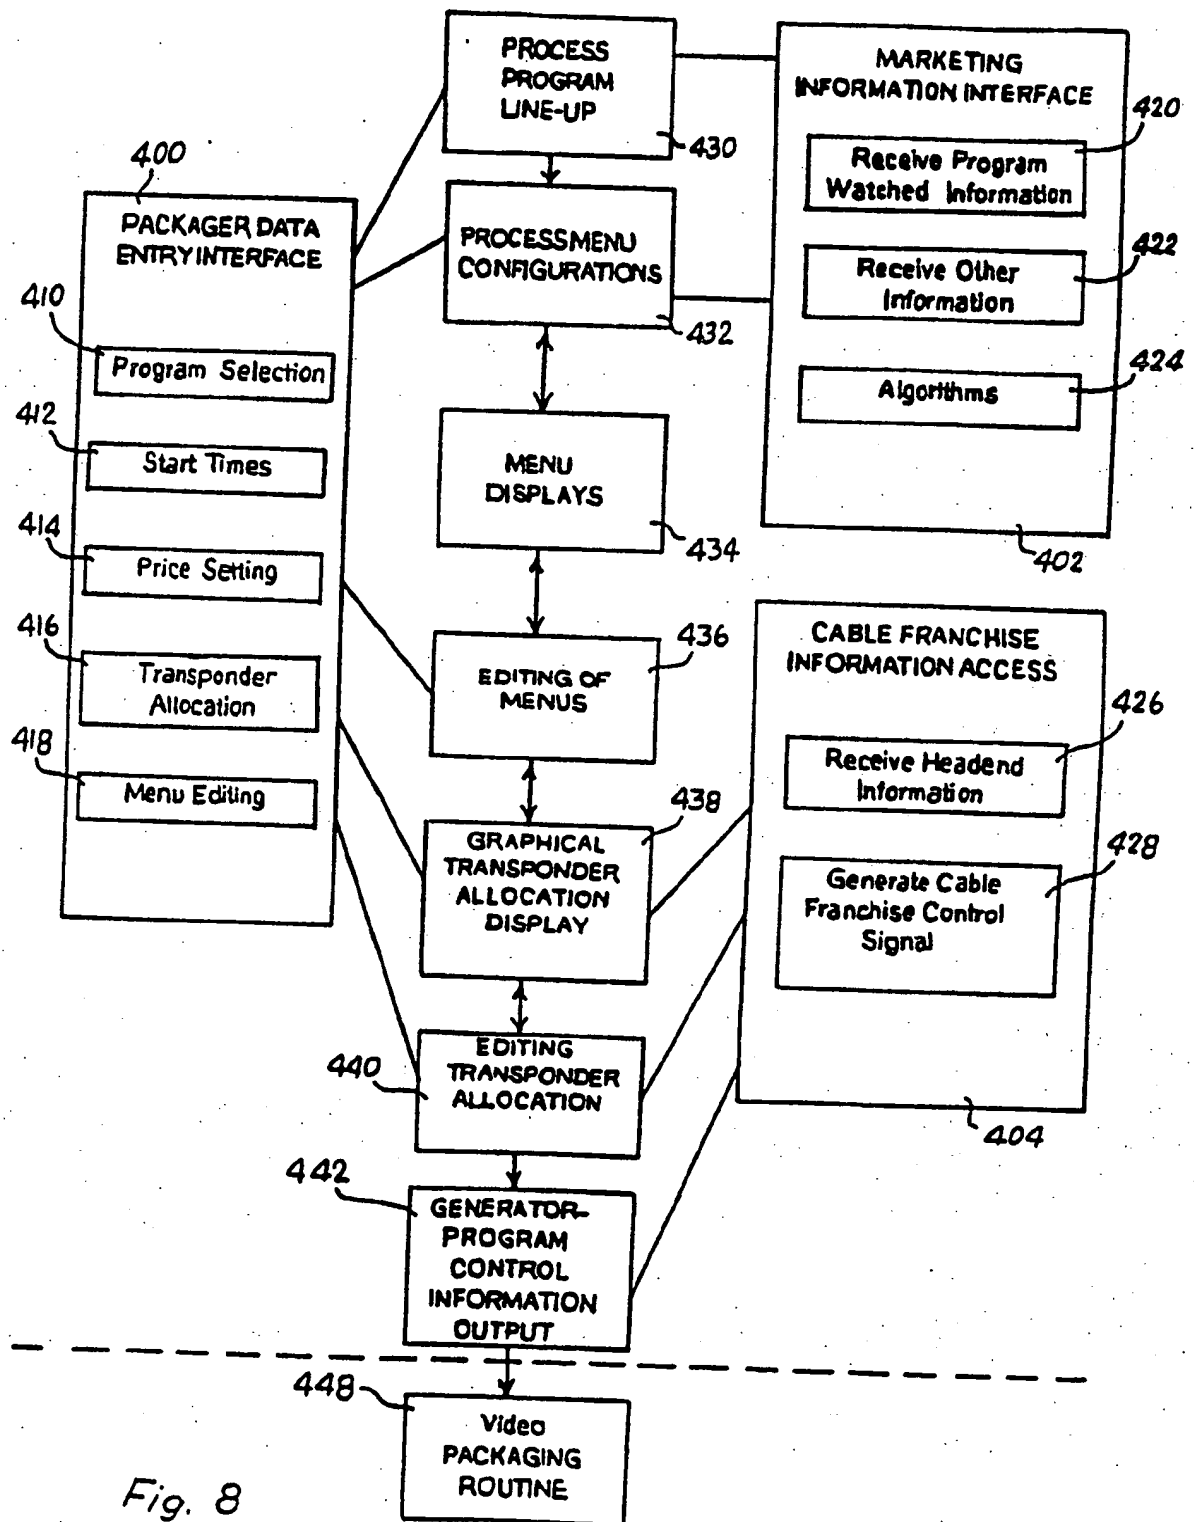 PROCESS
PROGRAM
LINE-UP
430
MARKETING
INFORMATION INTERFACE
420
Receive Program
Watched Information
422
Receive Other
Information
424
Algorithms
402
400
PACKAGER DATA
ENTRY INTERFACE
410
Program Selection
412
Start Times
414
Price Setting
416
Transponder
Allocation
418
Menu Editing
PROCESS MENU
CONFIGURATIONS
432
MENU
DISPLAYS
434
436
EDITING OF
MENUS
CABLE FRANCHISE
INFORMATION ACCESS
426
Receive Headend
Information
428
Generate Cable
Franchise Control
Signal
404
438
GRAPHICAL
TRANSPONDER
ALLOCATION
DISPLAY
440
EDITING
TRANSPONDER
ALLOCATION
442
GENERATOR-
PROGRAM
CONTROL
INFORMATION
OUTPUT
448
Video
PACKAGING
ROUTINE
Fig. 8